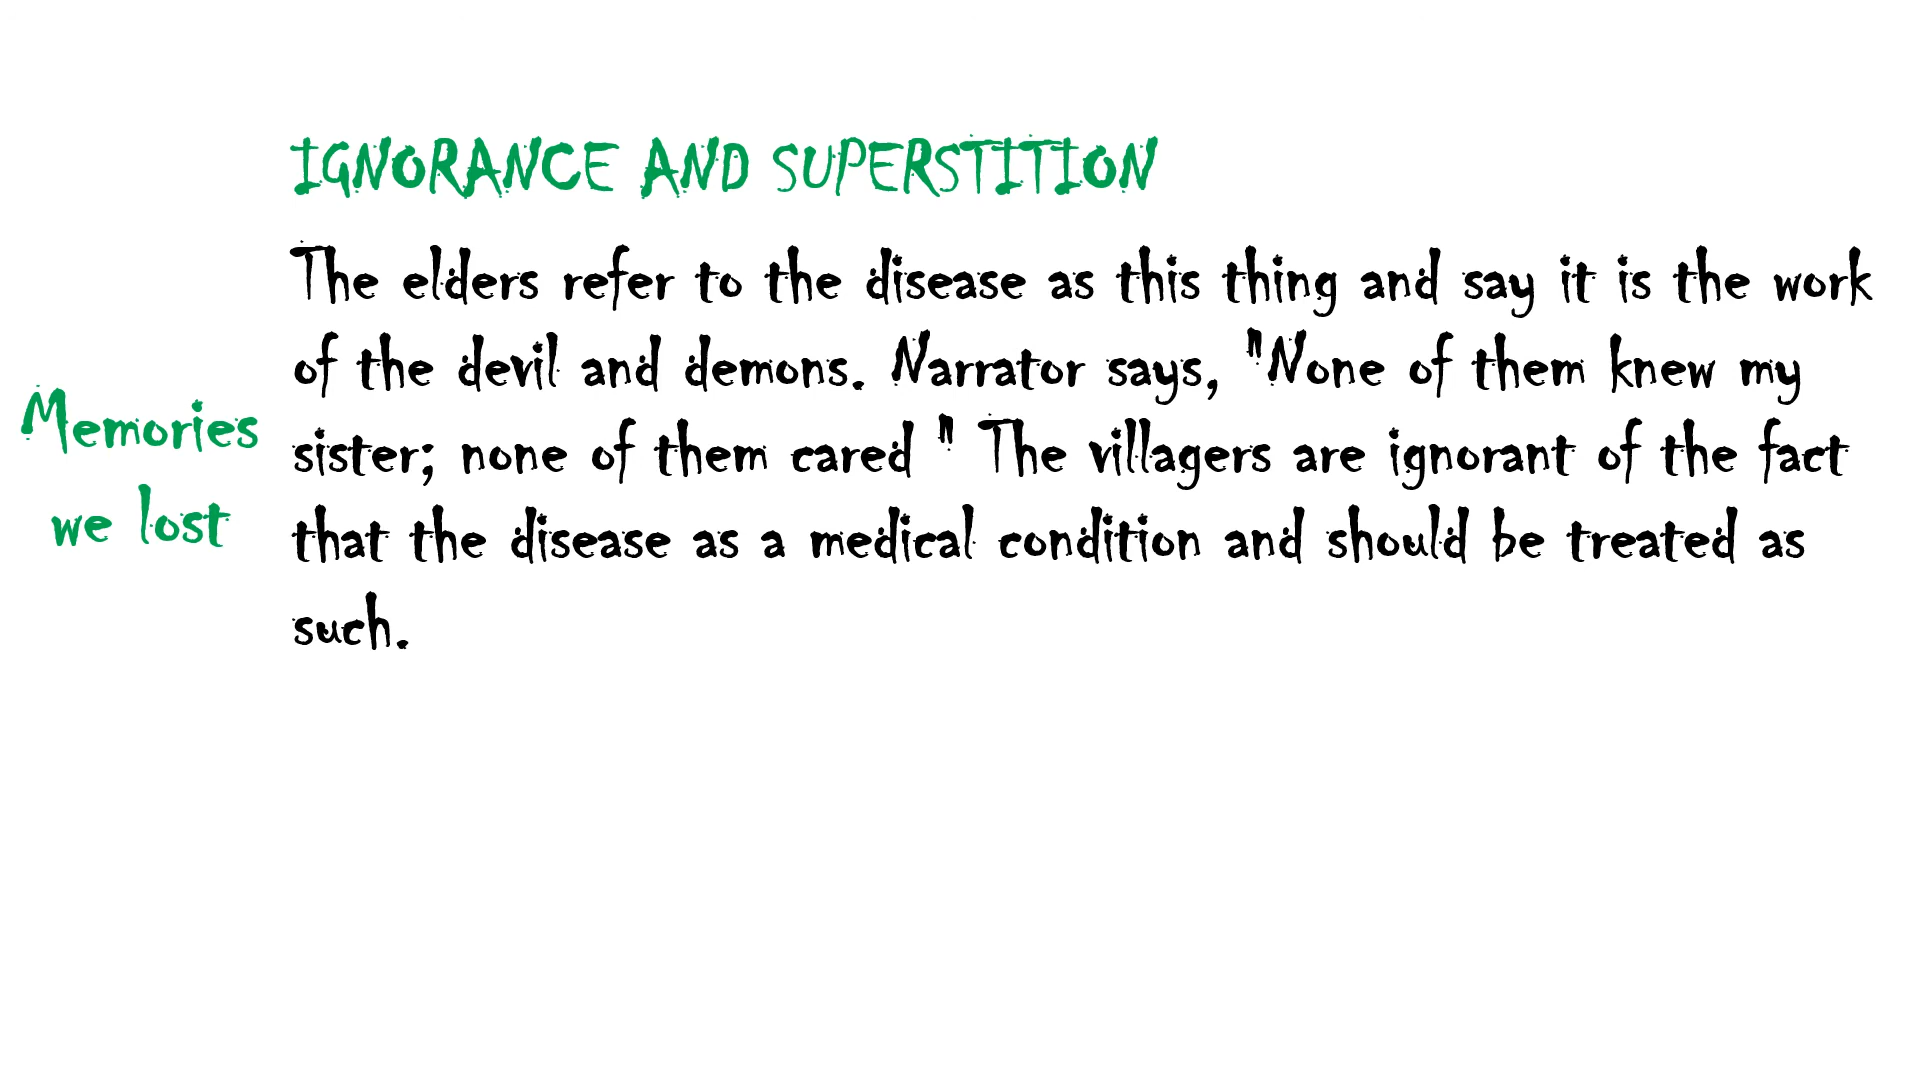 IGNORANCE AND SUPERSTITION
The elders refer to the disease as this thing and say it is the work
of the devil and demons. Narrator says, "None of them knew my
sister; none of them cared " The villagers are ignorant of the fact
that the disease as a medical condition and should be treated as
such.
Memories
we lost